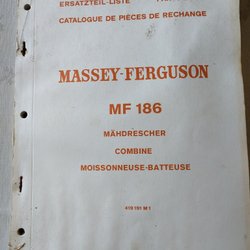 ERSATZTEIL-LISTE
CATALOGUE DE PIÈCES DE RECHANGE
MASSEY-FERGUSON
MF 186
MÄHDRESCHER
COMBINE
MOISSONNEUSE-BATTEUSE